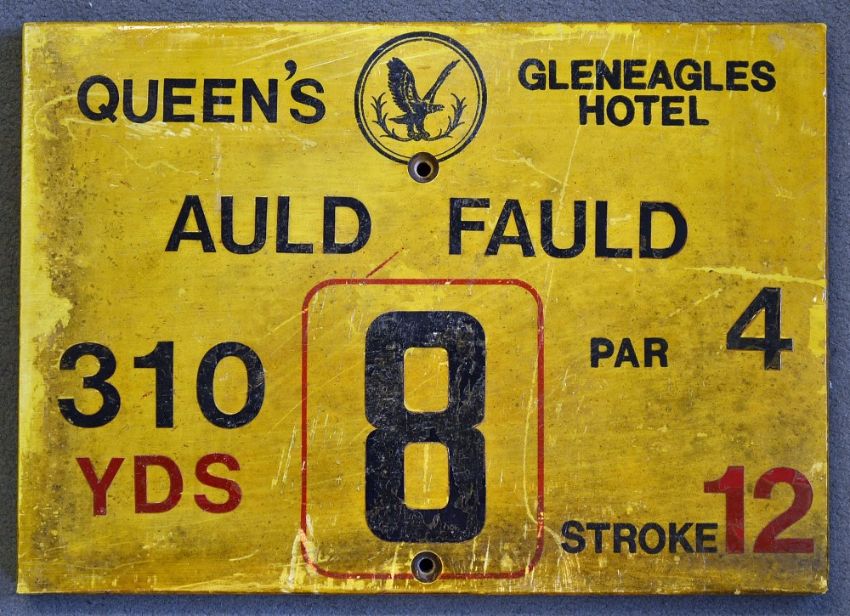 QUEEN'S
GLENEAGLES
HOTEL
AULD FAULD
310
YDS
8
PAR 4
STROKE 12